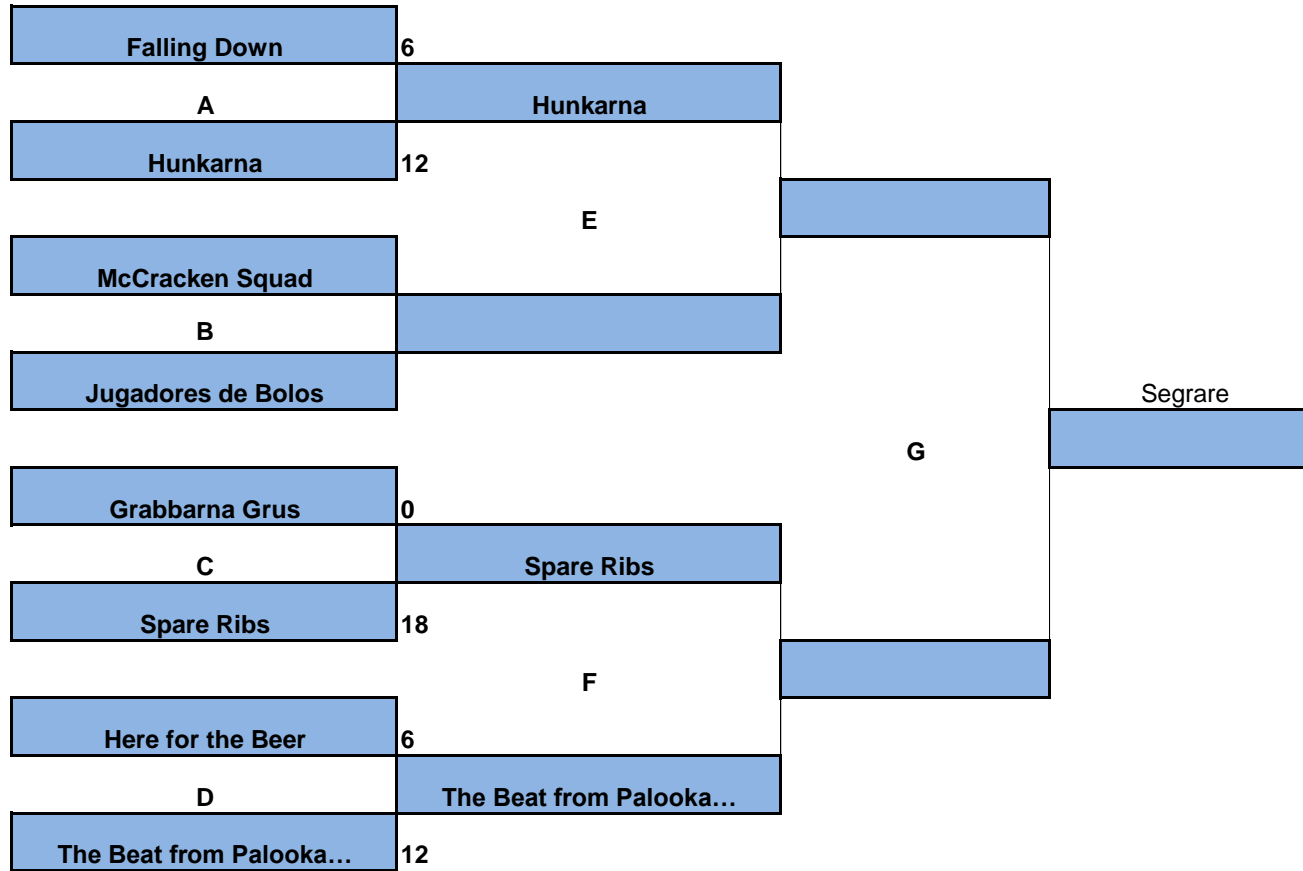 Falling Down 6
A Hunkarna
Hunkarna 12
E
McCracken Squad
B
Jugadores de Bolos Segrare
G
Grabbarna Grus 0
C Spare Ribs
Spare Ribs 18
F
Here for the Beer 6
D The Beat from Palooka…
The Beat from Palooka… 12